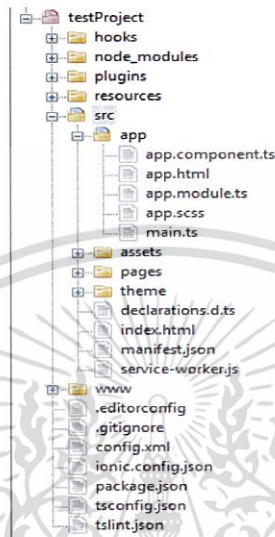 testProject
hooks
node_modules
plugins
resources
src
app
app.component.ts
app.html
app.module.ts
app.scss
main.ts
assets
pages
theme
declarations.d.ts
index.html
manifest.json
service-worker.js
www
.editorconfig
.gitignore
config.xml
ionic.config.json
package.json
tsconfig.json
tslint.json